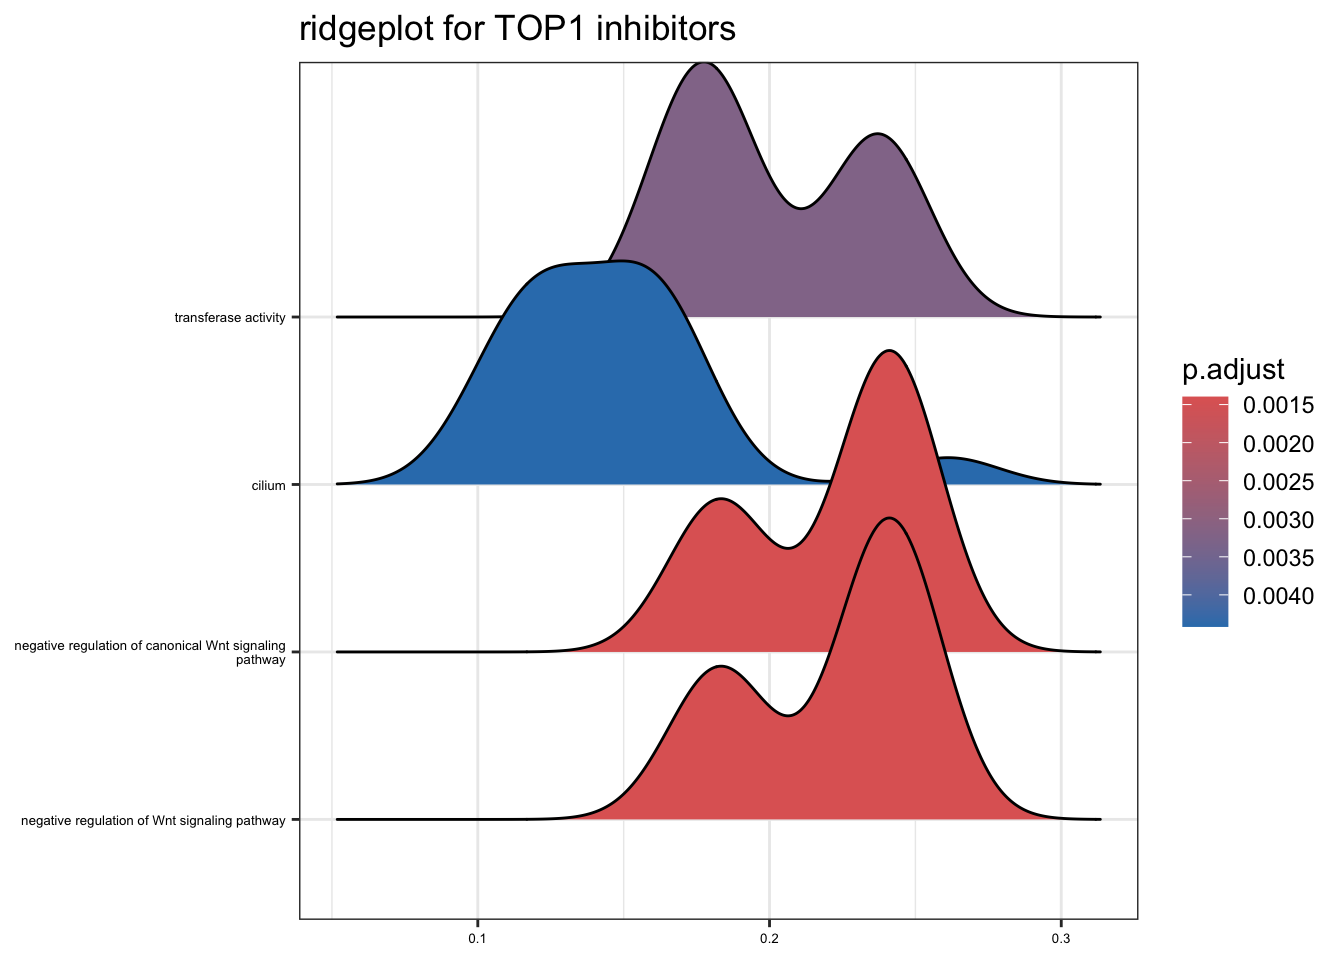 ridgeplot for TOP1 inhibitors
transferase activity
cilium
negative regulation of canonical Wnt signaling
pathway
negative regulation of Wnt signaling pathway
0.1
0.2
0.3
p.adjust
0.0015
0.0020
0.0025
0.0030
0.0035
0.0040